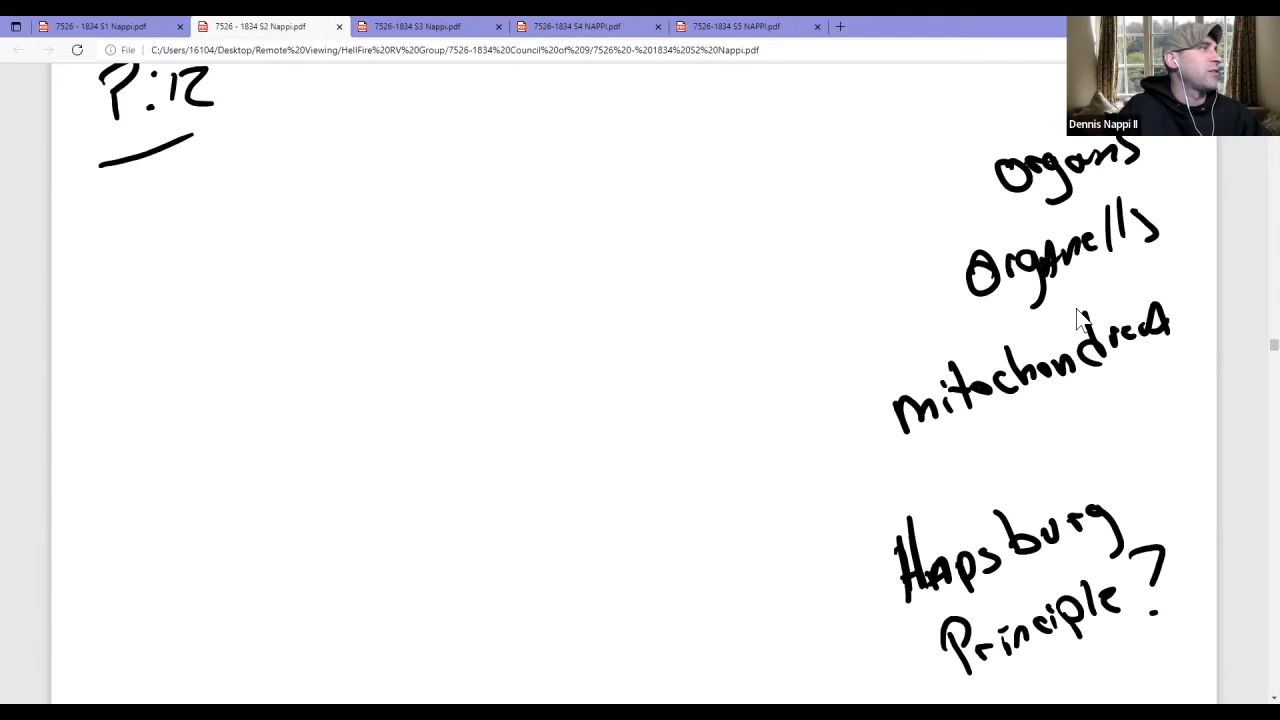 7526 - 1834 S1 Nappi.pdf
7526 - 1834 S2 Nappi.pdf
7526-1834 S3 Nappi.pdf
7526-1834 S4 NAPPI.pdf
7526-1834 S5 NAPPI.pdf
File
C:/Users/16104/Desktop/Remote%20Viewing/HellFire%20RV%20Group/7526-1834%20Council%20of%209/7526%20-%201834%20S2%20Nappi.pdf
Dennis Nappi II
P:12
organs
Organells
mitochondrea
Hapsburg
Principle?